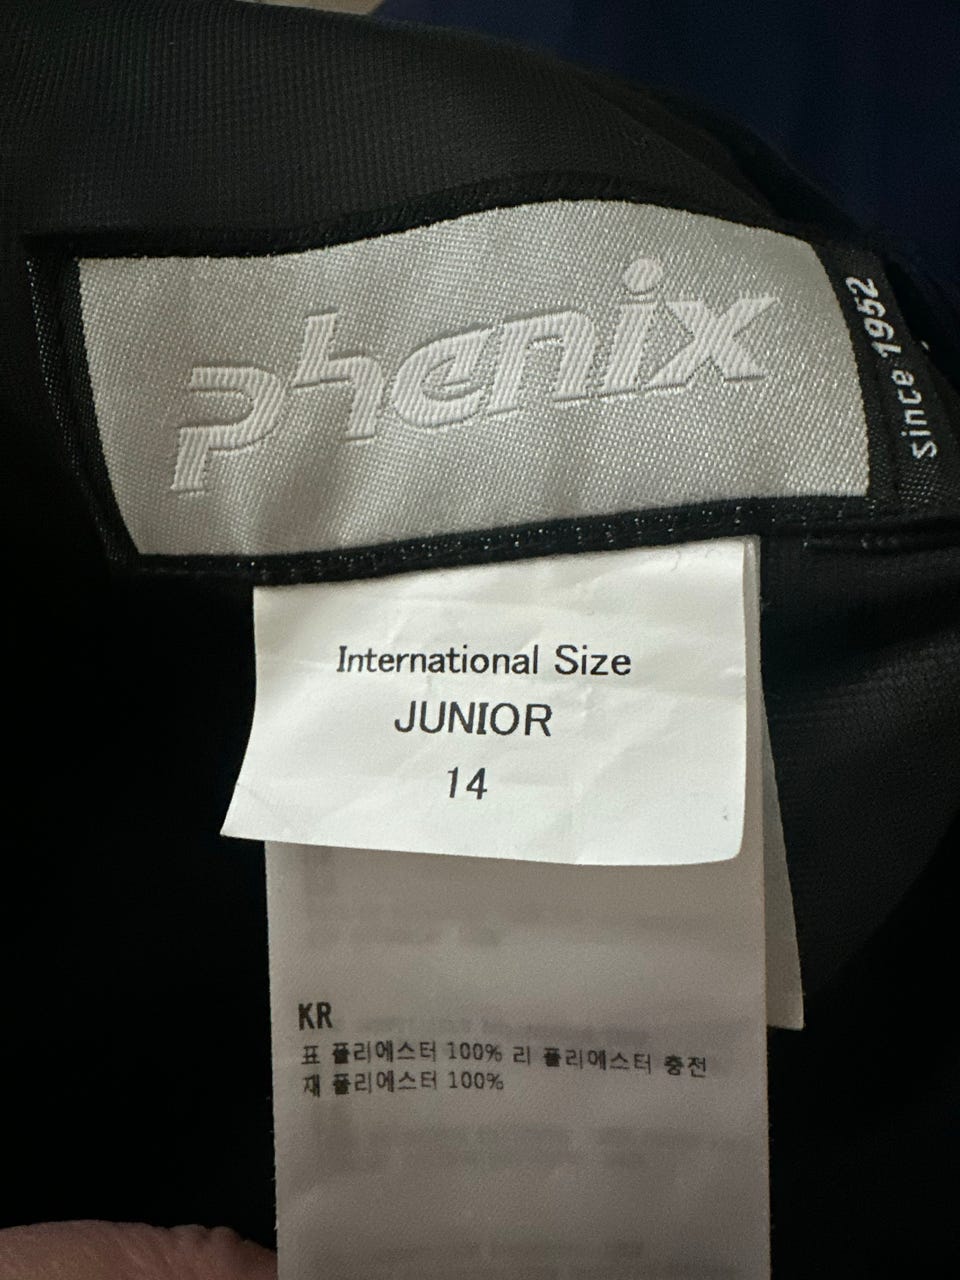 phenix
since 1952
International Size
JUNIOR
14
KR
표 폴리에스터 100% 리 폴리에스터 충전
재 폴리에스터 100%